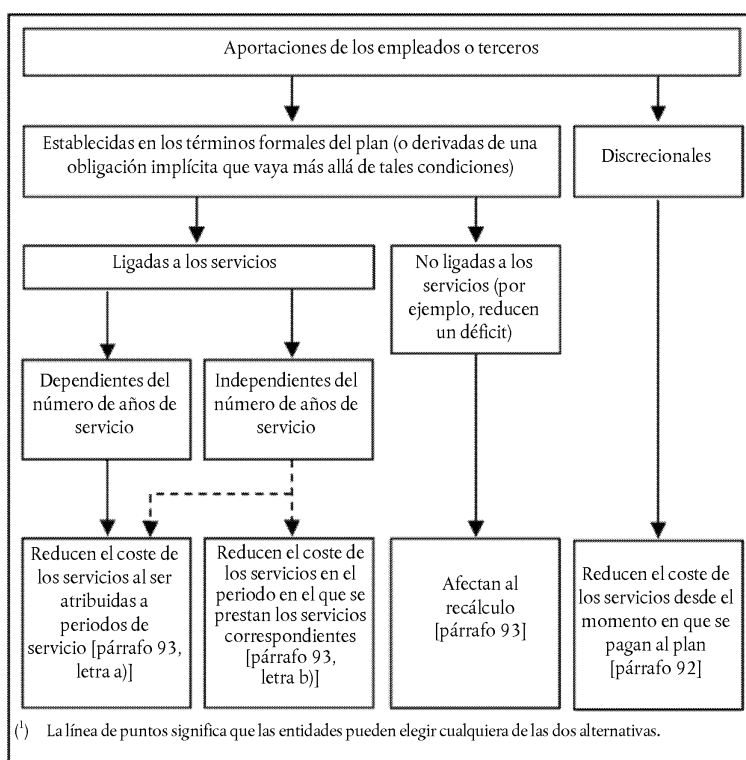 Aportaciones de los empleados o terceros
Establecidas en los términos formales del plan (o derivadas de una
obligación implícita que vaya más allá de tales condiciones)
Discrecionales
Ligadas a los servicios
No ligadas a los
servicios (por
ejemplo, reducen
un déficit)
Dependientes del
número de años de
servicio
Independientes del
número de años de
servicio
Reducen el coste de
los servicios al ser
atribuidas a
periodos de
servicio [párrafo 93,
letra a)]
Reducen el coste de
los servicios en el
periodo en el que se
prestan los servicios
correspondientes
[párrafo 93,
letra b)]
Afectan al
recálculo
[párrafo 93]
Reducen el coste de
los servicios desde el
momento en que se
pagan al plan
[párrafo 92]
(1) La línea de puntos significa que las entidades pueden elegir cualquiera de las dos alternativas.